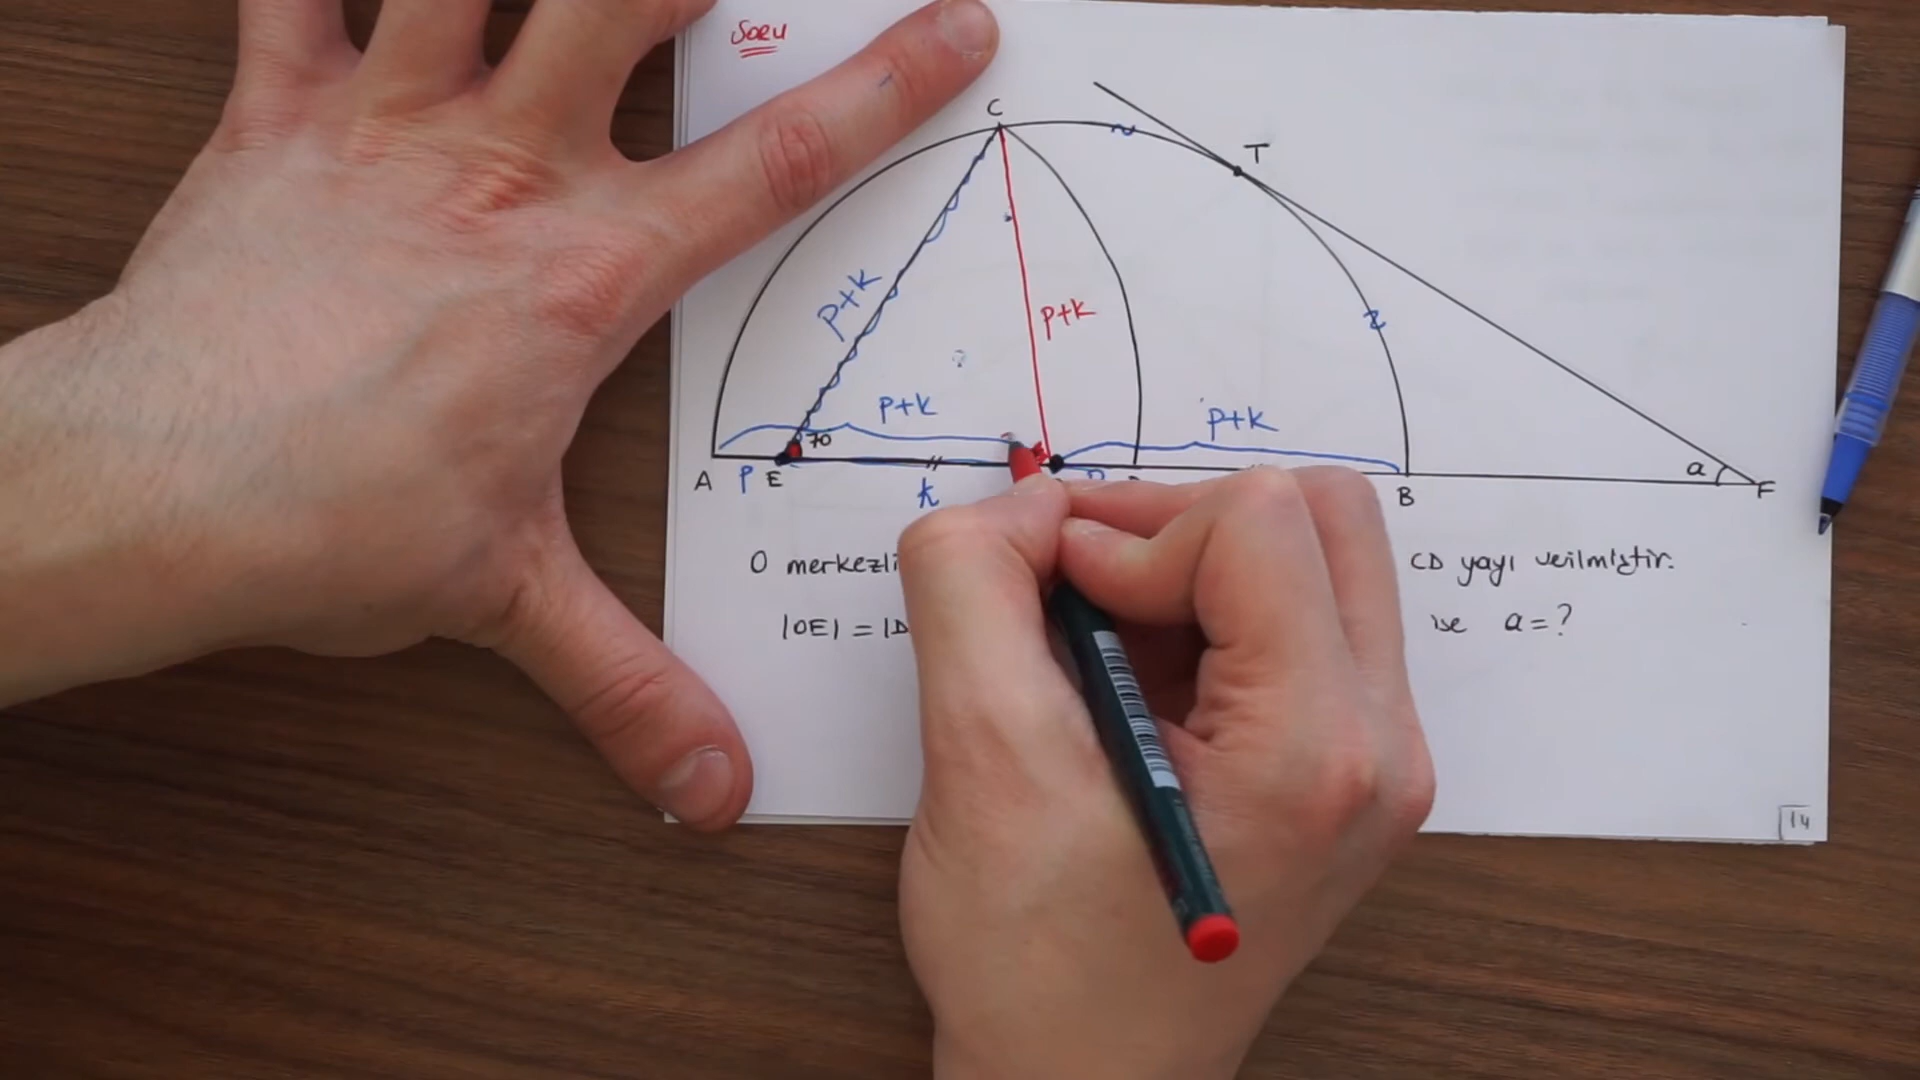 Soru
C
T
P+K
P+K
P+K
P+K
70
a
A P E
k
B
F
O merkezli
CD yayı verilmiştir.
|OE| = |D
ise a = ?
14